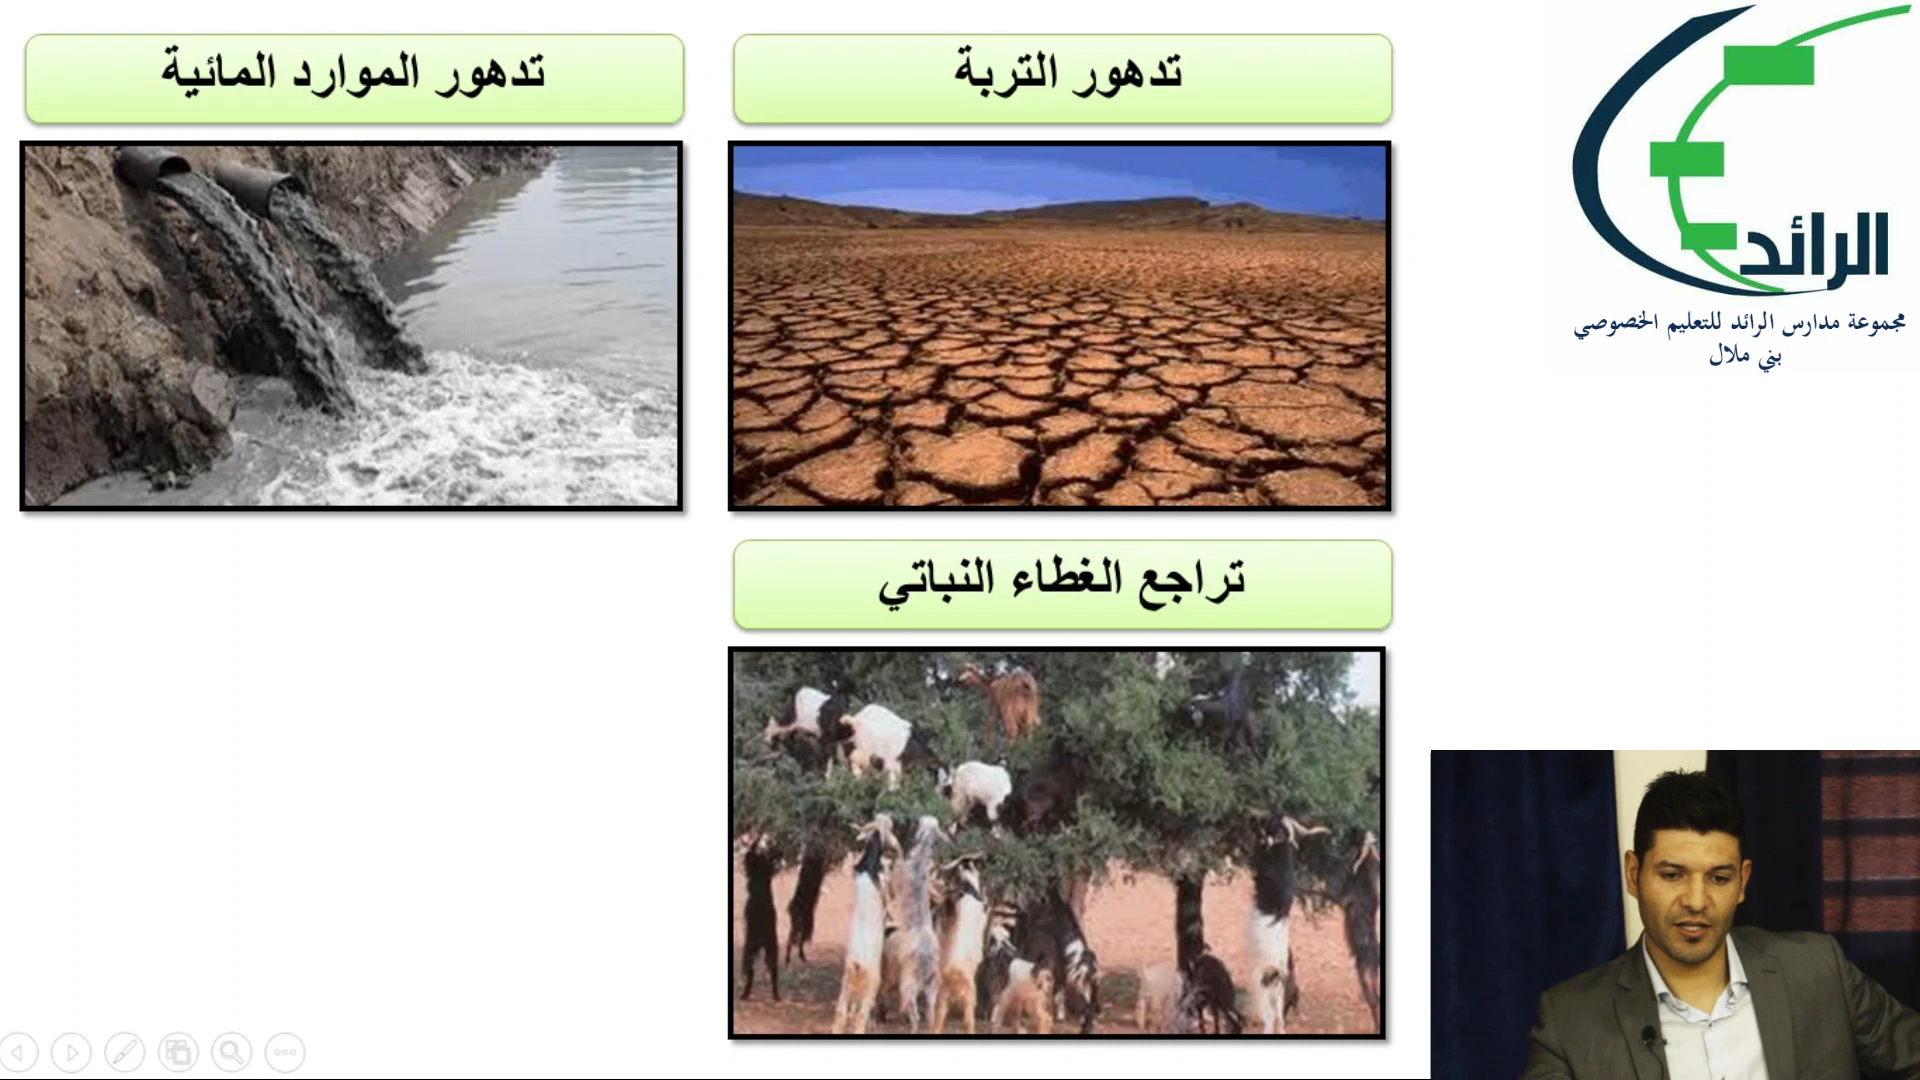 تدهور التربة
تدهور الموارد المائية
تراجع الغطاء النباتي
الرائد
مجموعة مدارس الرائد للتعليم الخصوصي
بني ملال